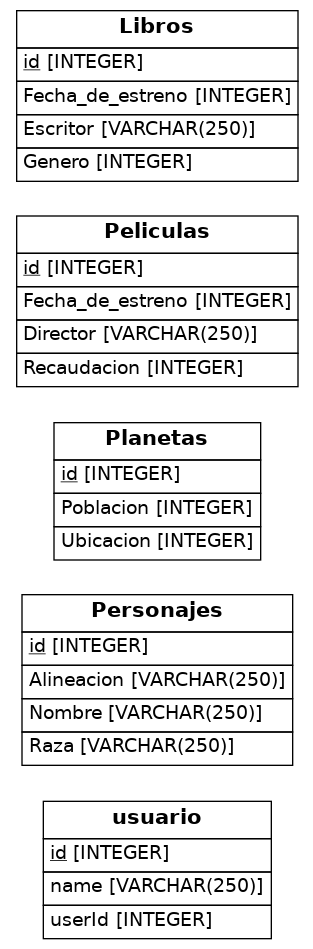 Libros
id [INTEGER]
Fecha_de_estreno [INTEGER]
Escritor [VARCHAR(250)]
Genero [INTEGER]
Peliculas
id [INTEGER]
Fecha_de_estreno [INTEGER]
Director [VARCHAR(250)]
Recaudacion [INTEGER]
Planetas
id [INTEGER]
Poblacion [INTEGER]
Ubicacion [INTEGER]
Personajes
id [INTEGER]
Alineacion [VARCHAR(250)]
Nombre [VARCHAR(250)]
Raza [VARCHAR(250)]
usuario
id [INTEGER]
name [VARCHAR(250)]
userId [INTEGER]